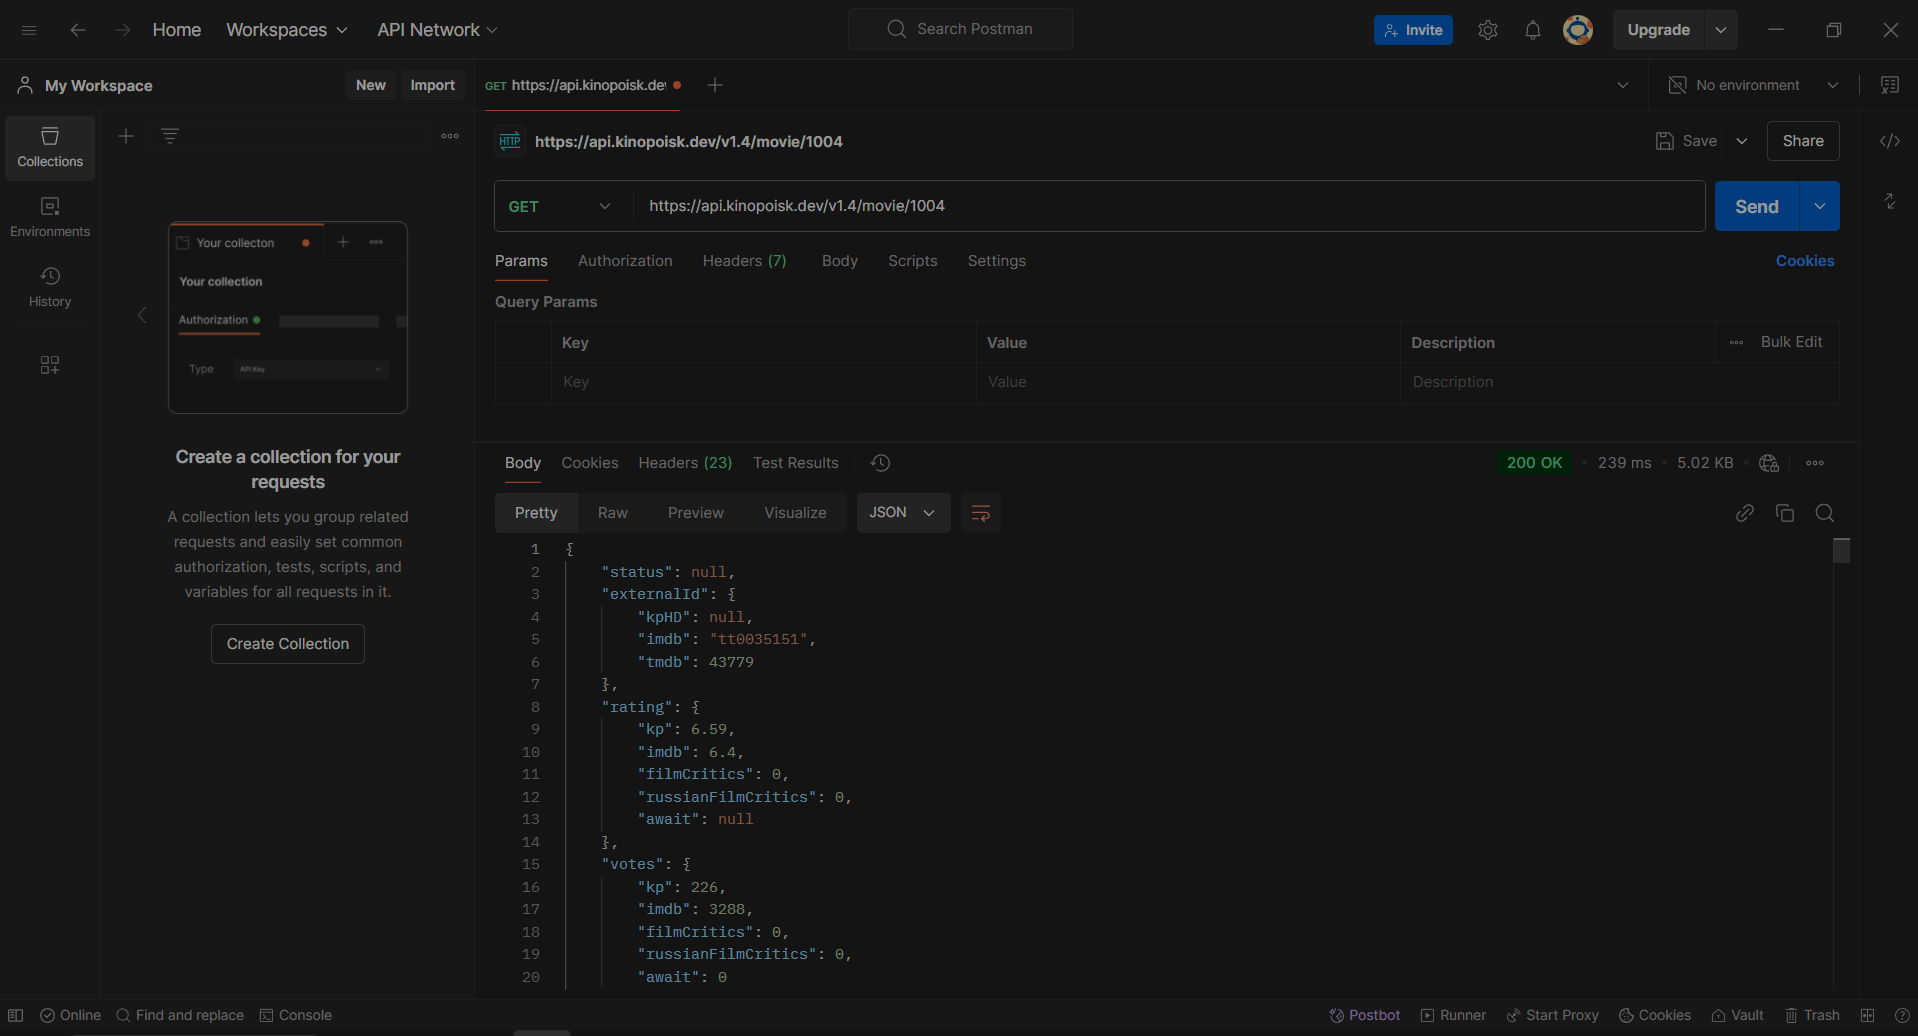 Home
Workspaces
API Network
Search Postman
Invite
Upgrade
My Workspace
New
Import
GET https://api.kinopoisk.de
No environment
Collections
Environments
History
Your collecton
Your collection
Authorization
Type
API Key
Create a collection for your
requests
A collection lets you group related
requests and easily set common
authorization, tests, scripts, and
variables for all requests in it.
Create Collection
HTTP
https://api.kinopoisk.dev/v1.4/movie/1004
Save
Share
GET
https://api.kinopoisk.dev/v1.4/movie/1004
Send
Params
Authorization
Headers (7)
Body
Scripts
Settings
Cookies
Query Params
Key
Value
Description
Bulk Edit
Key
Value
Description
Body
Cookies
Headers (23)
Test Results
200 OK
239 ms
5.02 KB
Pretty
Raw
Preview
Visualize
JSON
1 {
2 "status": null,
3 "externalId": {
4 "kpHD": null,
5 "imdb": "tt0035151",
6 "tmdb": 43779
7 },
8 "rating": {
9 "kp": 6.59,
10 "imdb": 6.4,
11 "filmCritics": 0,
12 "russianFilmCritics": 0,
13 "await": null
14 },
15 "votes": {
16 "kp": 226,
17 "imdb": 3288,
18 "filmCritics": 0,
19 "russianFilmCritics": 0,
20 "await": 0
Online
Find and replace
Console
Postbot
Runner
Start Proxy
Cookies
Vault
Trash